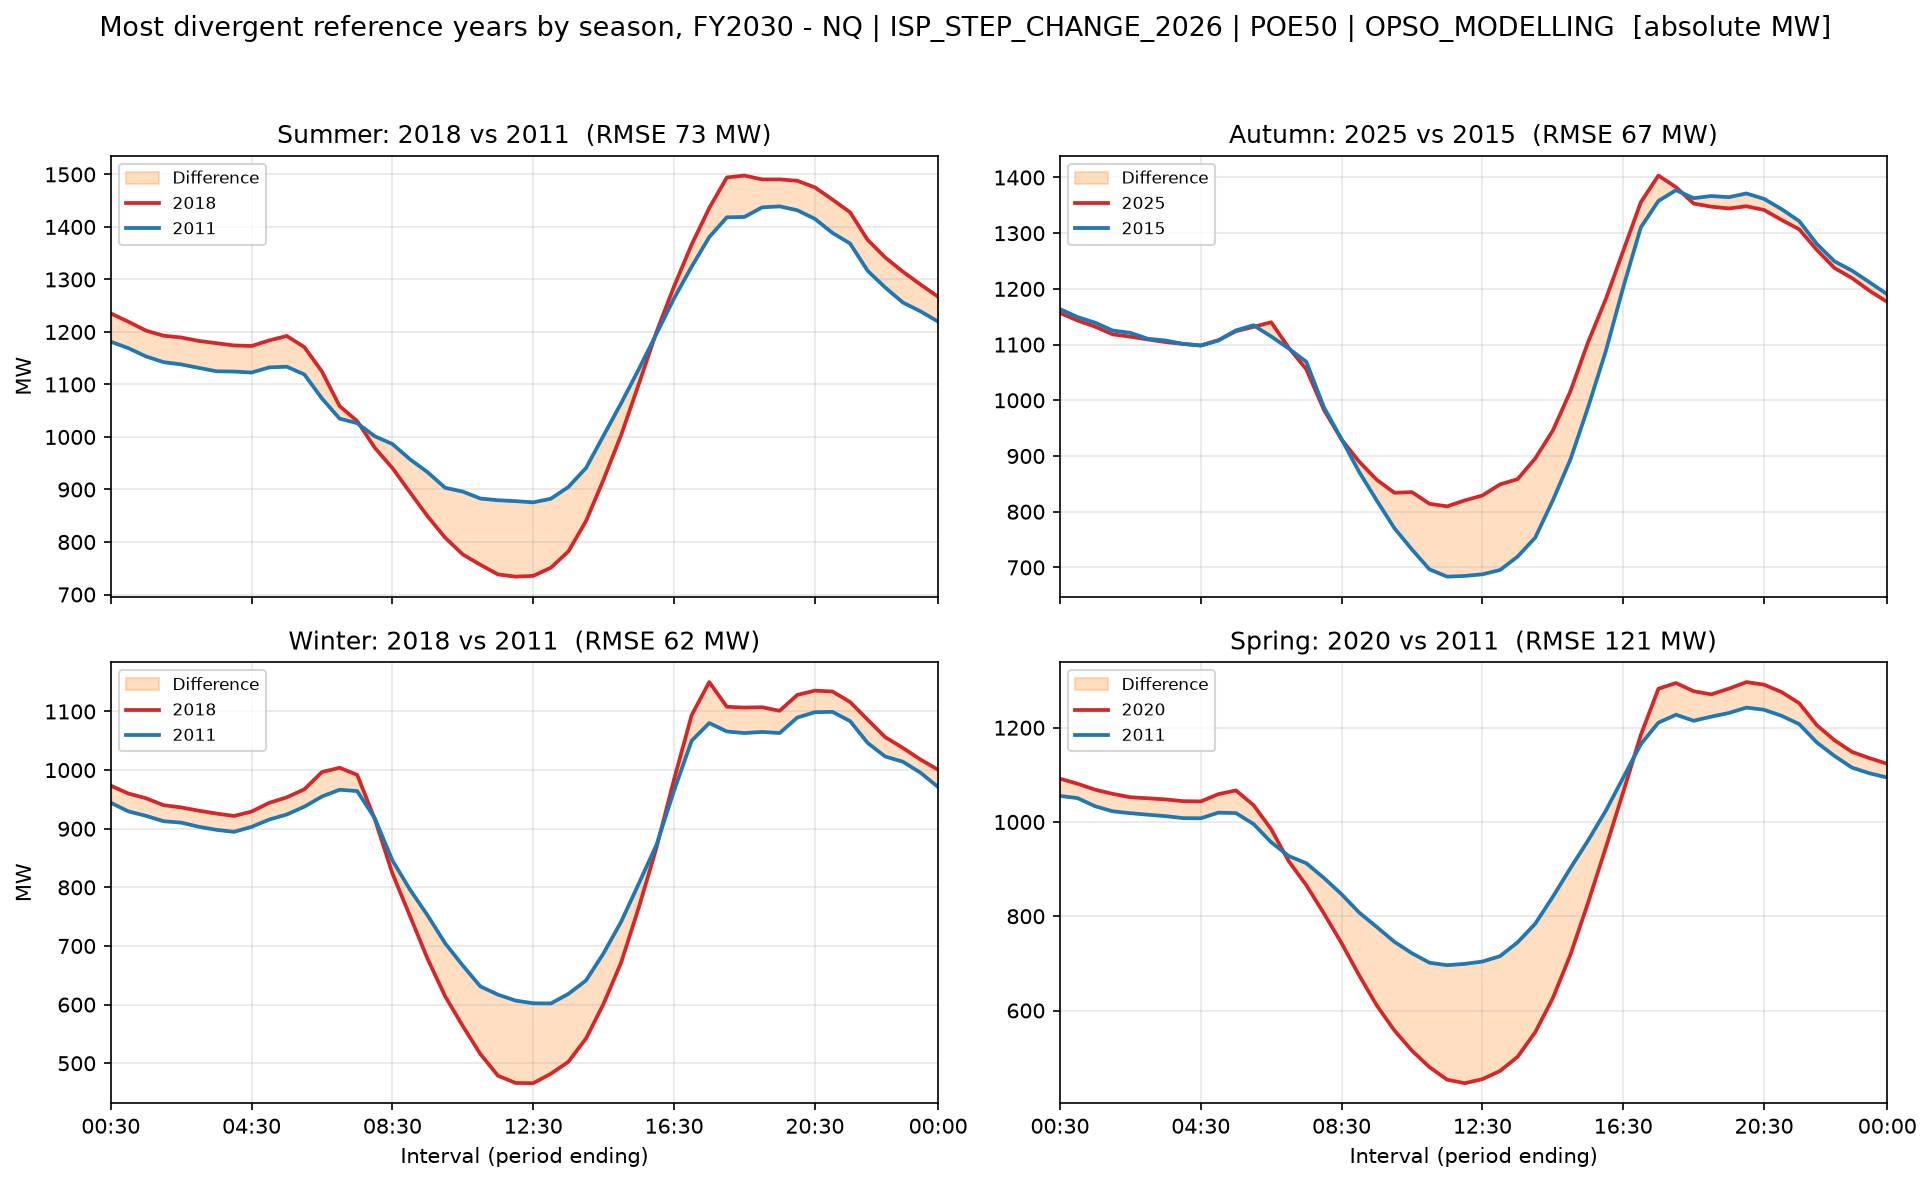 Most divergent reference years by season, FY2030 - NQ | ISP_STEP_CHANGE_2026 | POE50 | OPSO_MODELLING  [absolute MW]
Summer: 2018 vs 2011  (RMSE 73 MW)
Difference
2018
2011
1500
1400
1300
1200
1100
1000
900
800
700
MW
Autumn: 2025 vs 2015  (RMSE 67 MW)
Difference
2025
2015
1400
1300
1200
1100
1000
900
800
700
Winter: 2018 vs 2011  (RMSE 62 MW)
Difference
2018
2011
1100
1000
900
800
700
600
500
MW
00:30 04:30 08:30 12:30 16:30 20:30 00:00
Interval (period ending)
Spring: 2020 vs 2011  (RMSE 121 MW)
Difference
2020
2011
1200
1000
800
600
00:30 04:30 08:30 12:30 16:30 20:30 00:00
Interval (period ending)